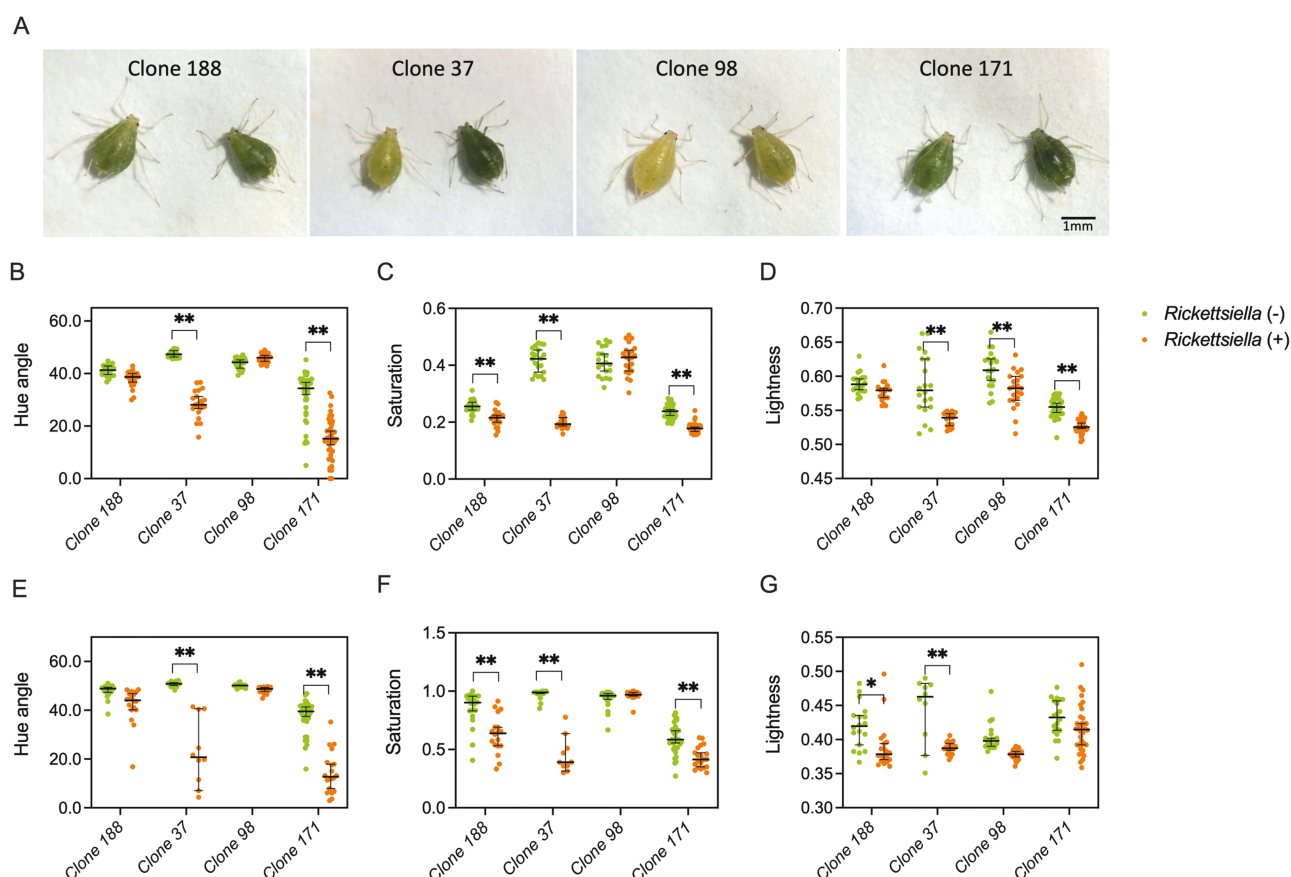 A
Clone 188
Clone 37
Clone 98
Clone 171
1mm
B
C
D
Hue angle
60.0
40.0
20.0
0.0
**
**
Clone 188
Clone 37
Clone 98
Clone 171
Saturation
0.6
0.4
0.2
0.0
**
**
**
Clone 188
Clone 37
Clone 98
Clone 171
Lightness
0.70
0.65
0.60
0.55
0.50
0.45
**
**
**
Clone 188
Clone 37
Clone 98
Clone 171
Rickettsiella (-)
Rickettsiella (+)
E
F
G
Hue angle
60.0
40.0
20.0
0.0
**
**
Clone 188
Clone 37
Clone 98
Clone 171
Saturation
1.5
1.0
0.5
0.0
**
**
**
Clone 188
Clone 37
Clone 98
Clone 171
Lightness
0.55
0.50
0.45
0.40
0.35
0.30
*
**
Clone 188
Clone 37
Clone 98
Clone 171